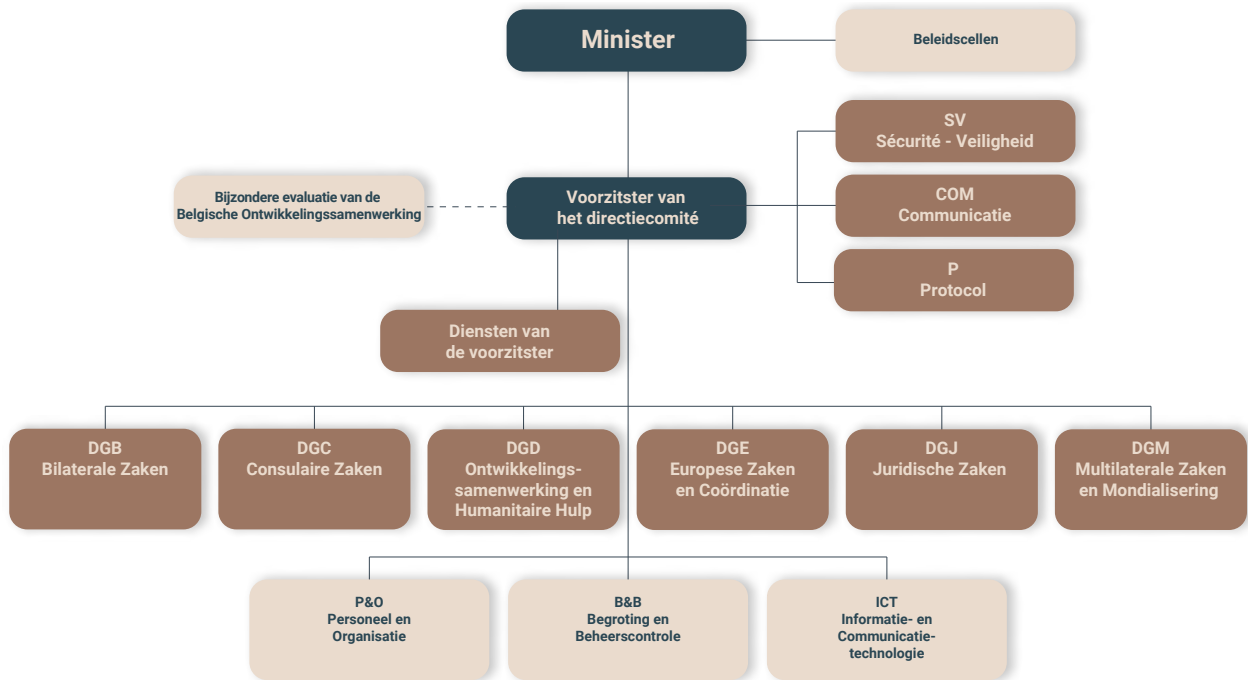 Minister
Beleidscellen
SV
Sécurité - Veiligheid
Bijzondere evaluatie van de
Belgische Ontwikkelingssamenwerking
Voorzitster van
het directiecomité
COM
Communicatie
P
Protocol
Diensten van
de voorzitster
DGB
Bilaterale Zaken
DGC
Consulaire Zaken
DGD
Ontwikkelings-
samenwerking en
Humanitaire Hulp
DGE
Europese Zaken
en Coördinatie
DGJ
Juridische Zaken
DGM
Multilaterale Zaken
en Mondialisering
P&O
Personeel en
Organisatie
B&B
Begroting en
Beheerscontrole
ICT
Informatie- en
Communicatie-
technologie